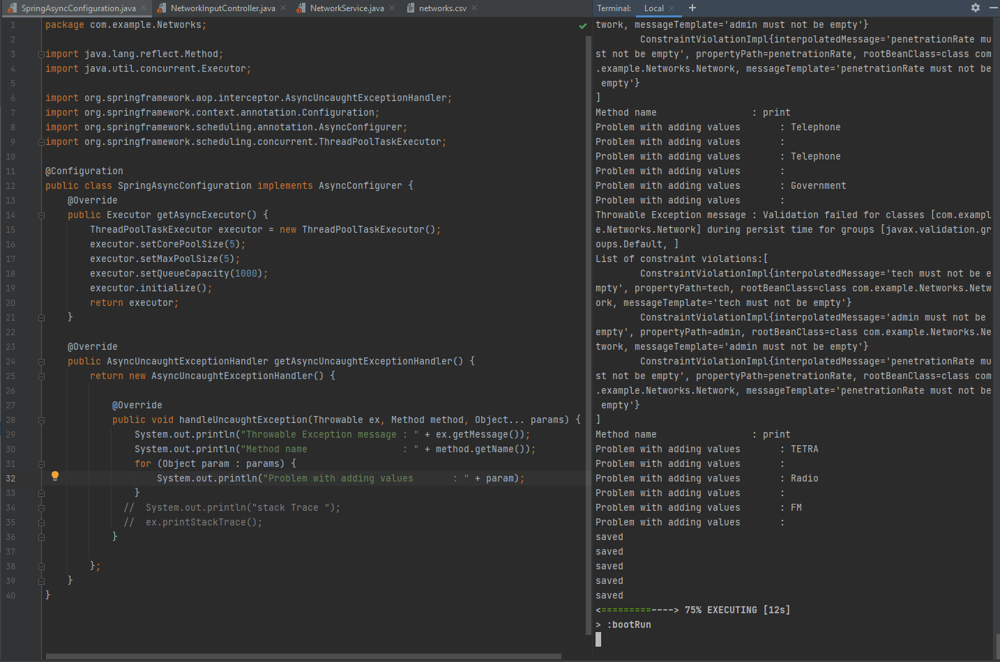 SpringAsyncConfiguration.java
NetworkInputController.java
NetworkService.java
networks.csv
1 package com.example.Networks;
2
3 import java.lang.reflect.Method;
4 import java.util.concurrent.Executor;
5
6 import org.springframework.aop.interceptor.AsyncUncaughtExceptionHandler;
7 import org.springframework.context.annotation.Configuration;
8 import org.springframework.scheduling.annotation.AsyncConfigurer;
9 import org.springframework.scheduling.concurrent.ThreadPoolTaskExecutor;
10
11 @Configuration
12 public class SpringAsyncConfiguration implements AsyncConfigurer {
13     @Override
14     public Executor getAsyncExecutor() {
15         ThreadPoolTaskExecutor executor = new ThreadPoolTaskExecutor();
16         executor.setCorePoolSize(5);
17         executor.setMaxPoolSize(5);
18         executor.setQueueCapacity(1000);
19         executor.initialize();
20         return executor;
21     }
22
23     @Override
24     public AsyncUncaughtExceptionHandler getAsyncUncaughtExceptionHandler() {
25         return new AsyncUncaughtExceptionHandler() {
26
27             @Override
28             public void handleUncaughtException(Throwable ex, Method method, Object... params) {
29                 System.out.println("Throwable Exception message : " + ex.getMessage());
30                 System.out.println("Method name                 : " + method.getName());
31                 for (Object param : params) {
32                     System.out.println("Problem with adding values       : " + param);
33                 }
34               //  System.out.println("stack Trace ");
35               //  ex.printStackTrace();
36             }
37
38         };
39     }
40 }
Terminal: Local
twork, messageTemplate='admin must not be empty'}
        ConstraintViolationImpl{interpolatedMessage='penetrationRate mu
st not be empty', propertyPath=penetrationRate, rootBeanClass=class com
.example.Networks.Network, messageTemplate='penetrationRate must not be
 empty'}
]
Method name                 : print
Problem with adding values       : Telephone
Problem with adding values       :
Problem with adding values       : Telephone
Problem with adding values       :
Problem with adding values       : Government
Problem with adding values       :
Throwable Exception message : Validation failed for classes [com.exampl
e.Networks.Network] during persist time for groups [javax.validation.gr
oups.Default, ]
List of constraint violations:[
        ConstraintViolationImpl{interpolatedMessage='tech must not be e
mpty', propertyPath=tech, rootBeanClass=class com.example.Networks.Netw
ork, messageTemplate='tech must not be empty'}
        ConstraintViolationImpl{interpolatedMessage='admin must not be
empty', propertyPath=admin, rootBeanClass=class com.example.Networks.Ne
twork, messageTemplate='admin must not be empty'}
        ConstraintViolationImpl{interpolatedMessage='penetrationRate mu
st not be empty', propertyPath=penetrationRate, rootBeanClass=class com
.example.Networks.Network, messageTemplate='penetrationRate must not be
 empty'}
]
Method name                 : print
Problem with adding values       : TETRA
Problem with adding values       :
Problem with adding values       : Radio
Problem with adding values       :
Problem with adding values       : FM
Problem with adding values       :
saved
saved
saved
saved
saved
<=========----> 75% EXECUTING [12s]
> :bootRun